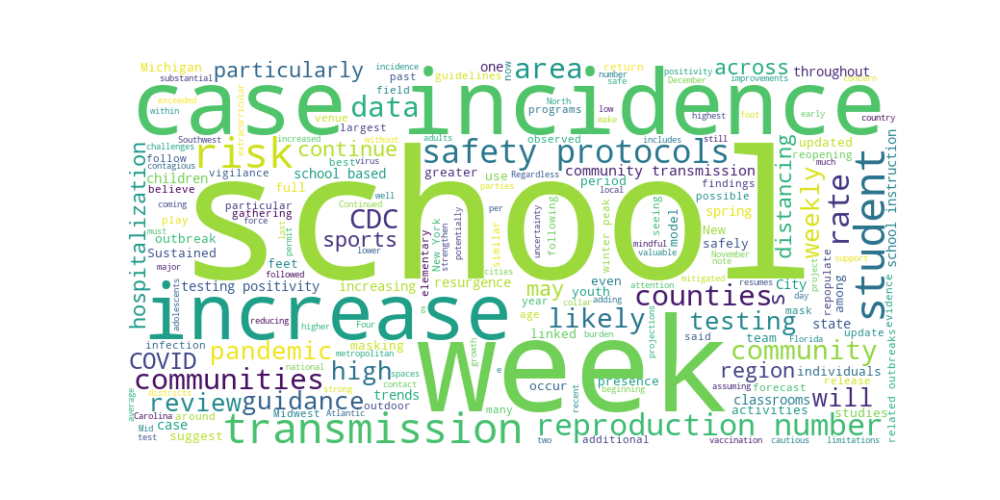 Michigan
substantial
particularly
incidence
past
guidelines
one
now
area
return
number
safe
positivity
December
improvements
concern
across
throughout
exceeded
within
extracurricular
case incidence
field
data
programs
North
low
make
includes
highest
foot
early
country
venue
largest
Southwest
increased
without
adults
observed
still
much
challenges
contagious
follow
vigilance
risk
continue
best
virus
school based
safety protocols
greater
use
community transmission
period
findings
possible
distancing
updated
reopening
weekly
rate
student
school instruction
hospitalization
children
believe
coming
play
particular
gathering
full
well
school
Regardless
parties
per
local
seeing
model
spring
New
safely
November
note
mitigated
must
outbreak
Sustained
major
adolescents
force
Continued
last
permit
lower
CDC
sports
feet
followed
elementary
New York
strengthen
potentially
similar
cities
uncertainty
following
winter peak
mindful
valuable
attention
project
support
among
repopulate
resumes
testing positivity
increasing
resurgence
may
year
age
youth
even
collar
adding
counties
City
day
mask
state
reducing
increase
higher
Four
linked
burden
likely
said
testing
team
assuming
Florida
update
evidence
infection
COVID
pandemic
masking
metropolitan
national
strong
high
trends
spaces
contact
growth
beginning
week
occur
presence
recent
projections
community
region
individuals
forecast
release
classrooms
activities
will
studies
communities
districts
review
guidance
Midwest
Atlantic
outdoor
many
average
Carolina
around
Mid
case
test
suggest
transmission
two
reproduction number
additional
vaccination
cautious
limitations
related outbreaks